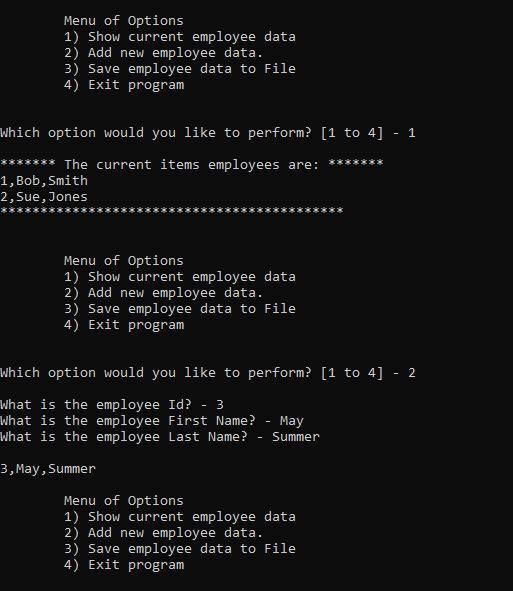 Menu of Options
1) Show current employee data
2) Add new employee data.
3) Save employee data to File
4) Exit program
Which option would you like to perform? [1 to 4] - 1
******* The current items employees are: *******
1,Bob,Smith
2,Sue,Jones
*******************************************
Menu of Options
1) Show current employee data
2) Add new employee data.
3) Save employee data to File
4) Exit program
Which option would you like to perform? [1 to 4] - 2
What is the employee Id? - 3
What is the employee First Name? - May
What is the employee Last Name? - Summer
3,May,Summer
Menu of Options
1) Show current employee data
2) Add new employee data.
3) Save employee data to File
4) Exit program